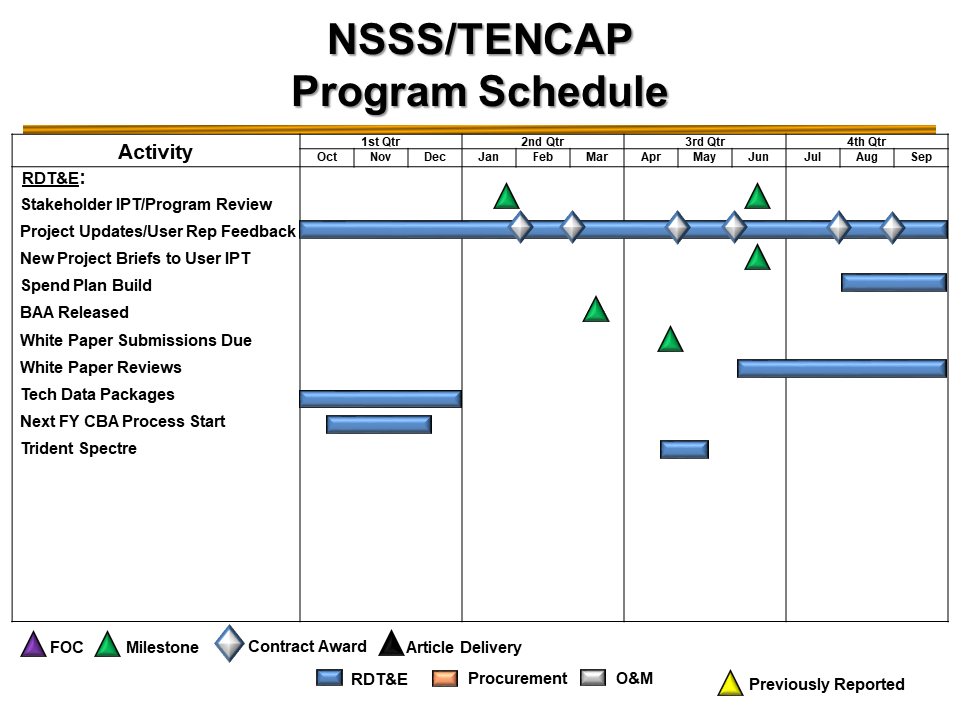 NSSS/TENCAP
Program Schedule
Activity
1st Qtr 2nd Qtr 3rd Qtr 4th Qtr
Oct Nov Dec Jan Feb Mar Apr May Jun Jul Aug Sep
RDT&E:
Stakeholder IPT/Program Review
Project Updates/User Rep Feedback
New Project Briefs to User IPT
Spend Plan Build
BAA Released
White Paper Submissions Due
White Paper Reviews
Tech Data Packages
Next FY CBA Process Start
Trident Spectre
FOC Milestone Contract Award Article Delivery
RDT&E Procurement O&M
Previously Reported